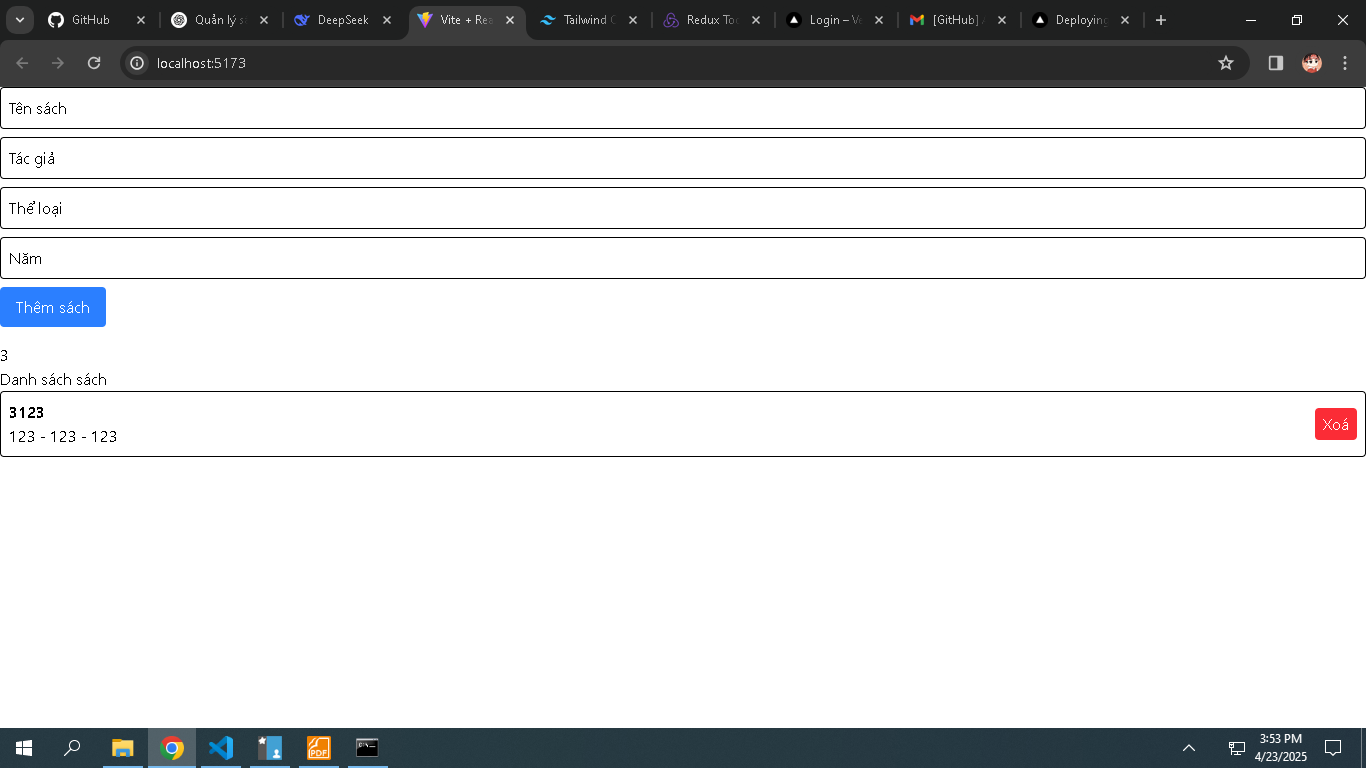 GitHub
Quản lý s
DeepSeek
Vite + Rea
Tailwind C
Redux Too
Login – Ve
[GitHub] A
Deploying
localhost:5173
Tên sách
Tác giả
Thể loại
Năm
Thêm sách
3
Danh sách sách
3123
123 - 123 - 123
Xoá
PDF
3:53 PM
4/23/2025